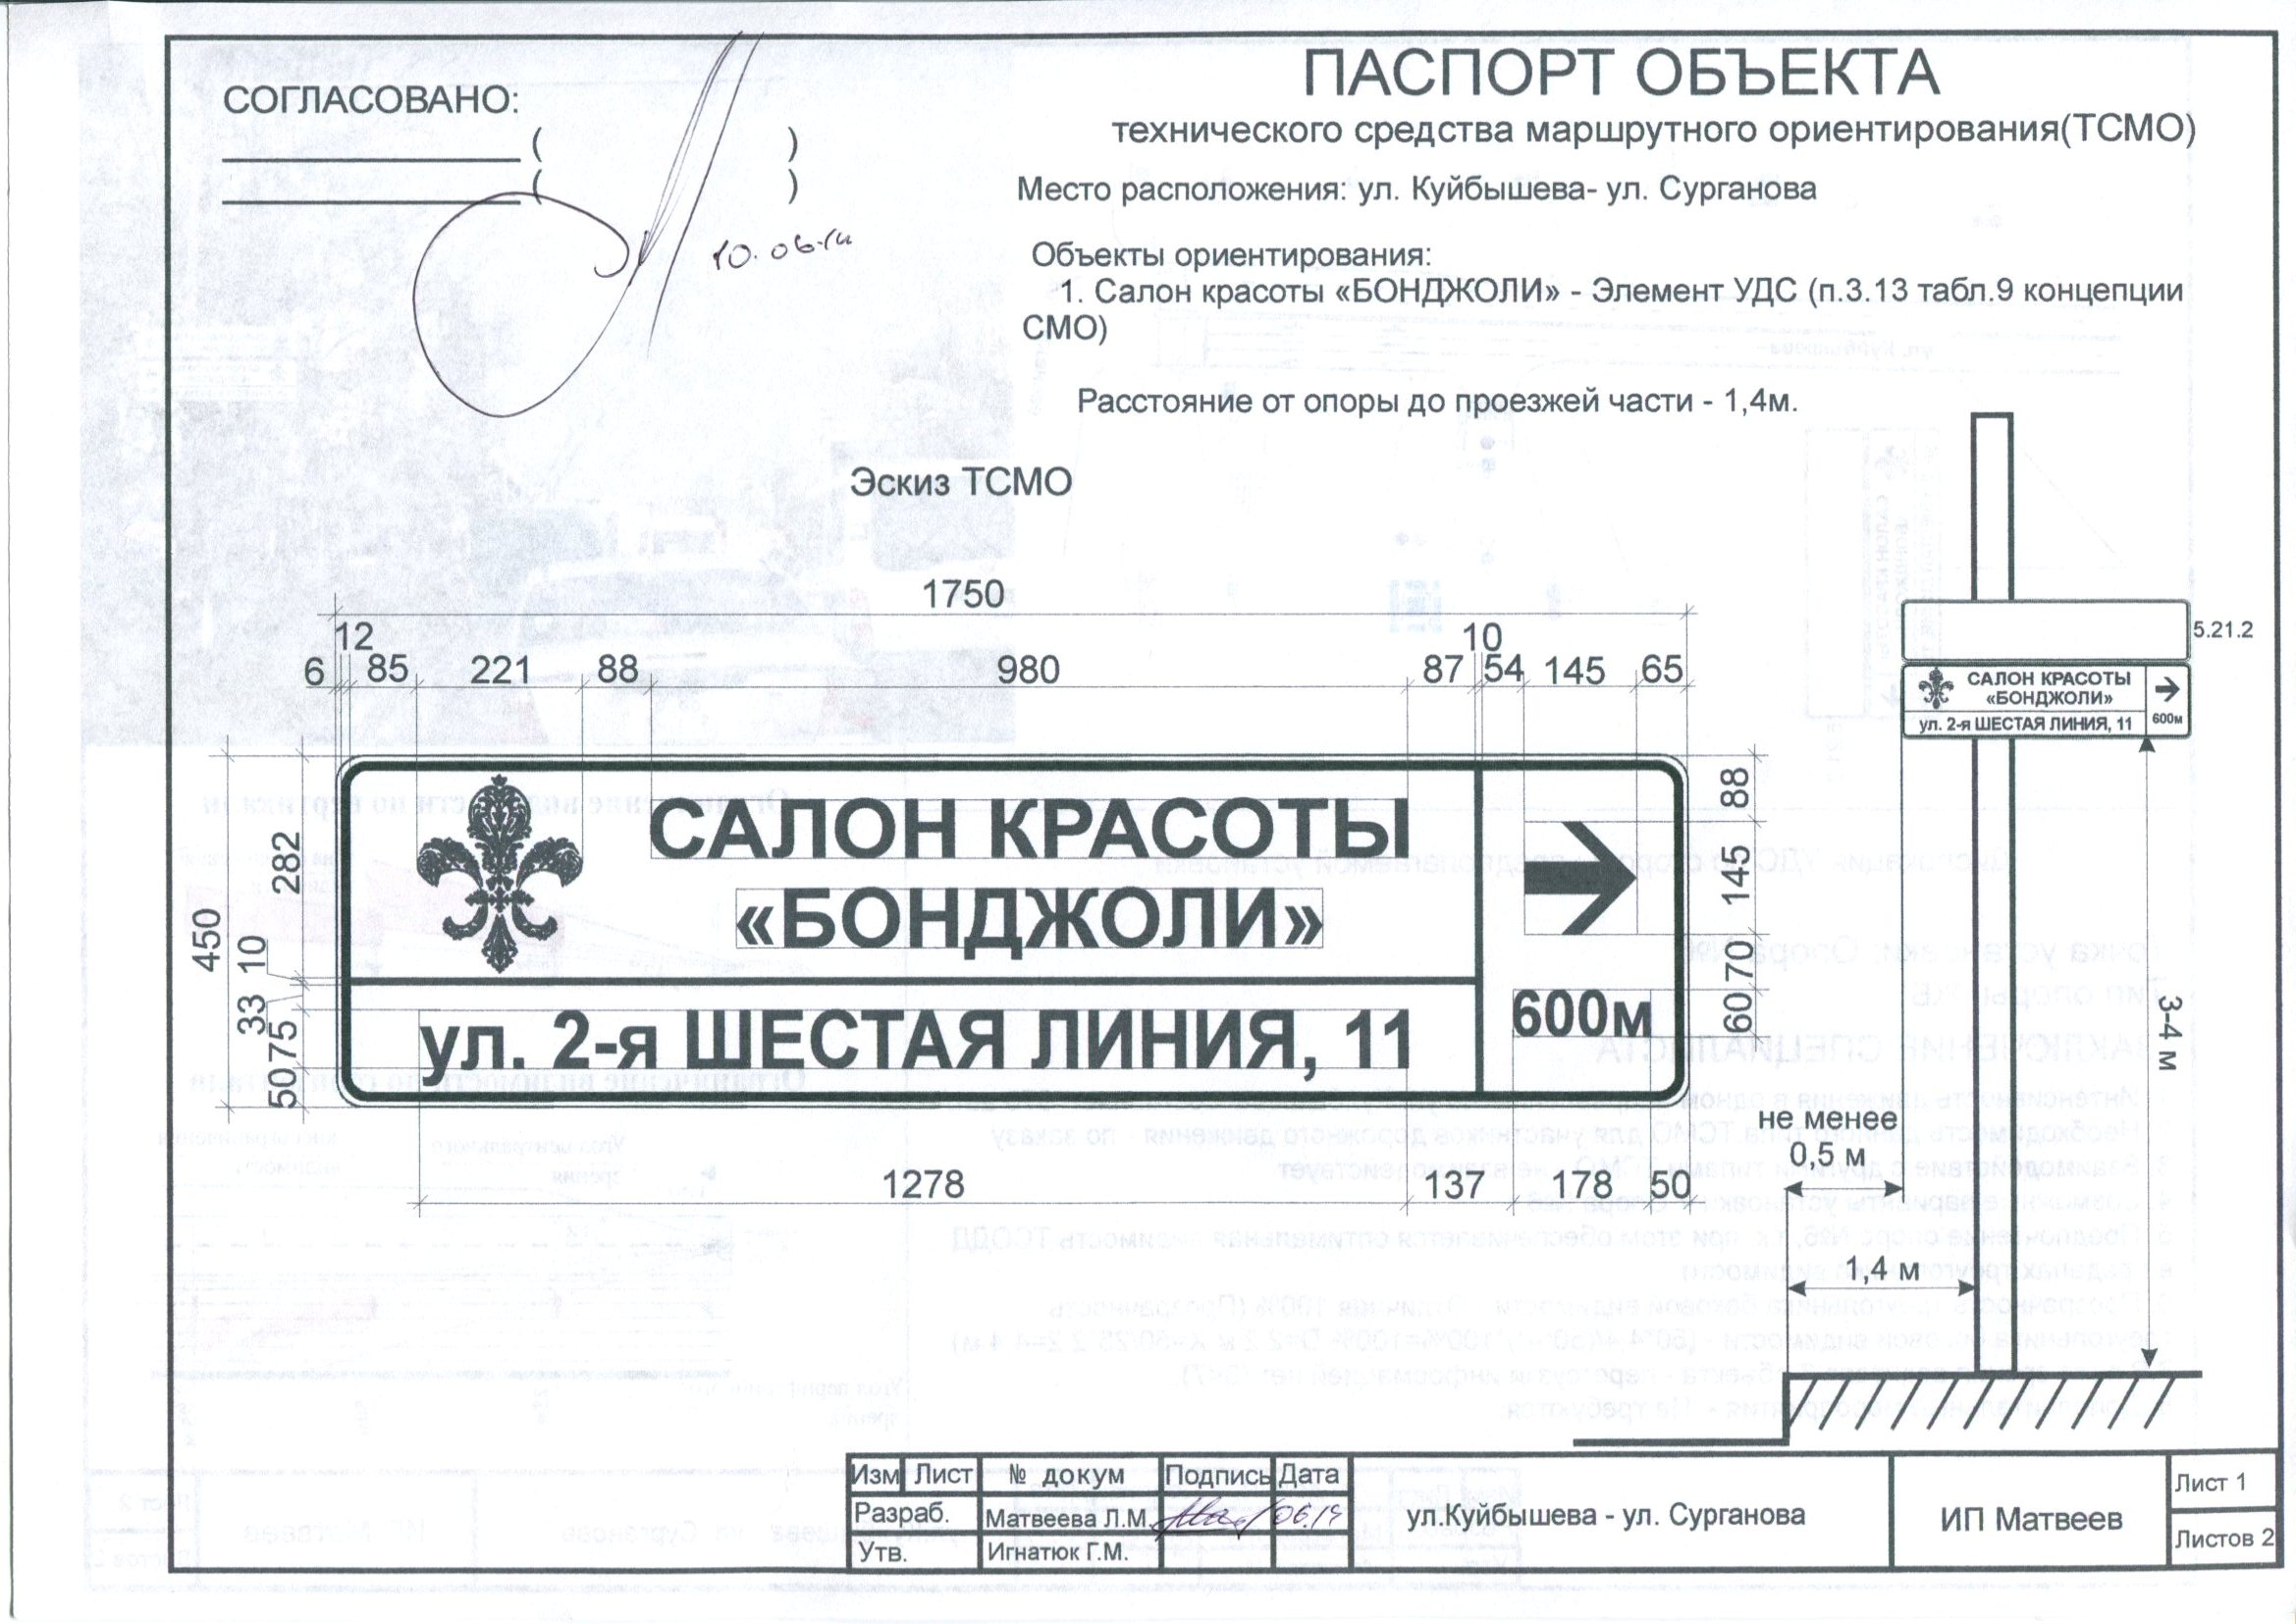 СОГЛАСОВАНО:
( )
( )
ПАСПОРТ ОБЪЕКТА
технического средства маршрутного ориентирования(ТСМО)
Место расположения: ул. Куйбышева- ул. Сурганова
Объекты ориентирования:
1. Салон красоты «БОНДЖОЛИ» - Элемент УДС (п.3.13 табл.9 концепции
СМО)
Расстояние от опоры до проезжей части - 1,4м.
Эскиз ТСМО
1750
12 10
6 85 221 88 980 87 54 145 65
5.21.2
САЛОН КРАСОТЫ
«БОНДЖОЛИ»
ул. 2-я ШЕСТАЯ ЛИНИЯ, 11
600м
САЛОН КРАСОТЫ
«БОНДЖОЛИ»
ул. 2-я ШЕСТАЯ ЛИНИЯ, 11
600м
450
282
10
33
75
50
88
145
70
60
3-4 м
1278 137 178 50
не менее
0,5 м
1,4 м
Изм Лист № докум Подпись Дата
Разраб. Матвеева Л.М.
Утв. Игнатюк Г.М.
ул.Куйбышева - ул. Сурганова
ИП Матвеев
Лист 1
Листов 2